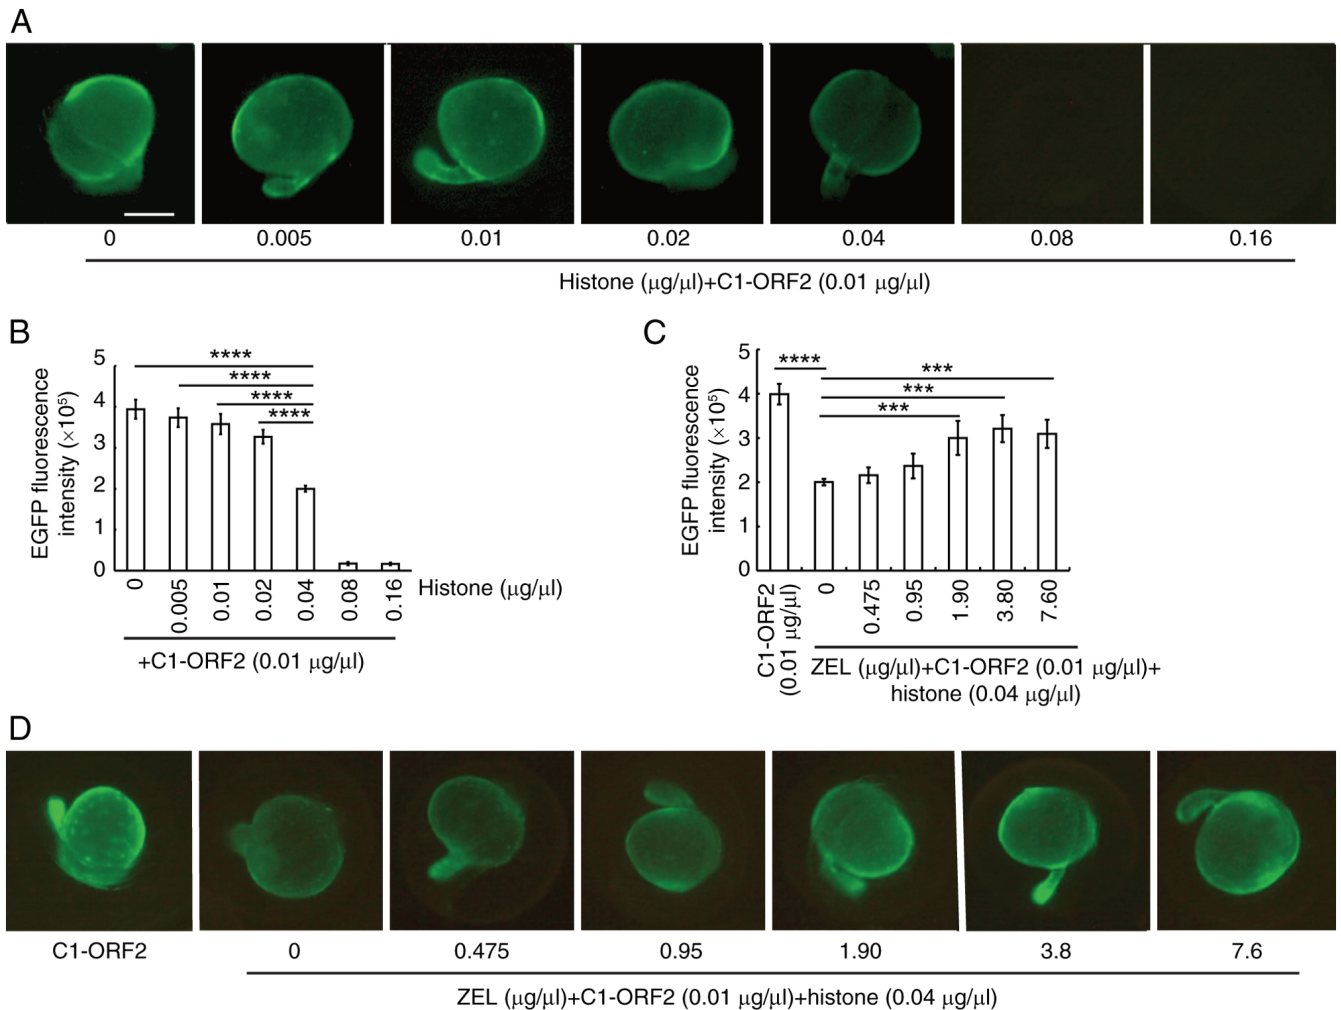 A
0 0.005 0.01 0.02 0.04 0.08 0.16
Histone (μg/μl)+C1-ORF2 (0.01 μg/μl)
B
EGFP fluorescence
intensity (×10⁵)
5
4
3
2
1
0
****
****
****
****
0 0.005 0.01 0.02 0.04 0.08 0.16 Histone (μg/μl)
+C1-ORF2 (0.01 μg/μl)
C
EGFP fluorescence
intensity (×10⁵)
5
4
3
2
1
0
****
***
***
***
C1-ORF2
(0.01 μg/μl)
0 0.475 0.95 1.90 3.80 7.60
ZEL (μg/μl)+C1-ORF2 (0.01 μg/μl)+
histone (0.04 μg/μl)
D
C1-ORF2 0 0.475 0.95 1.90 3.8 7.6
ZEL (μg/μl)+C1-ORF2 (0.01 μg/μl)+histone (0.04 μg/μl)